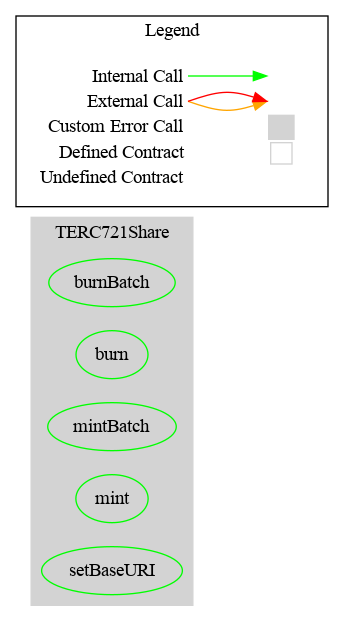 Legend
Internal Call
External Call
Custom Error Call
Defined Contract
Undefined Contract
TERC721Share
burnBatch
burn
mintBatch
mint
setBaseURI